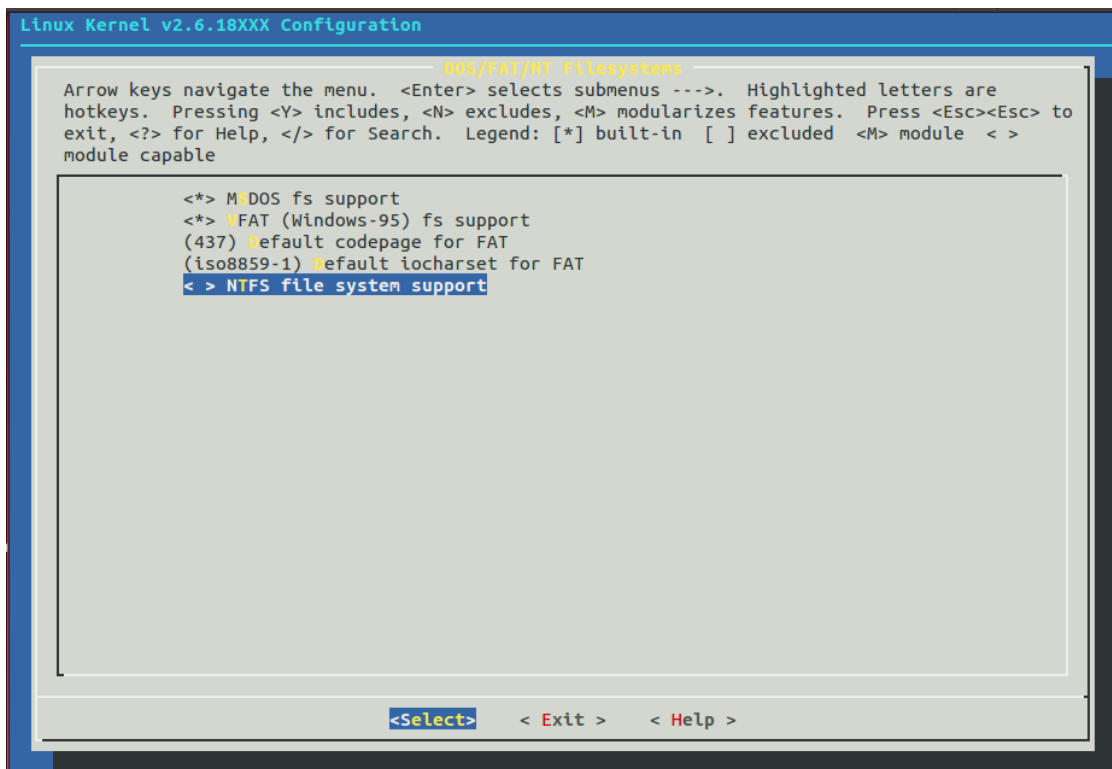 Linux Kernel v2.6.18XXX Configuration
DOS/FAT/NT Filesystems
Arrow keys navigate the menu.  <Enter> selects submenus --->.  Highlighted letters are
hotkeys.  Pressing <Y> includes, <N> excludes, <M> modularizes features.  Press <Esc><Esc> to
exit, <?> for Help, </> for Search.  Legend: [*] built-in  [ ] excluded  <M> module  < >
module capable
<*> MSDOS fs support
<*> VFAT (Windows-95) fs support
(437) Default codepage for FAT
(iso8859-1) Default iocharset for FAT
< > NTFS file system support
<Select>    < Exit >    < Help >